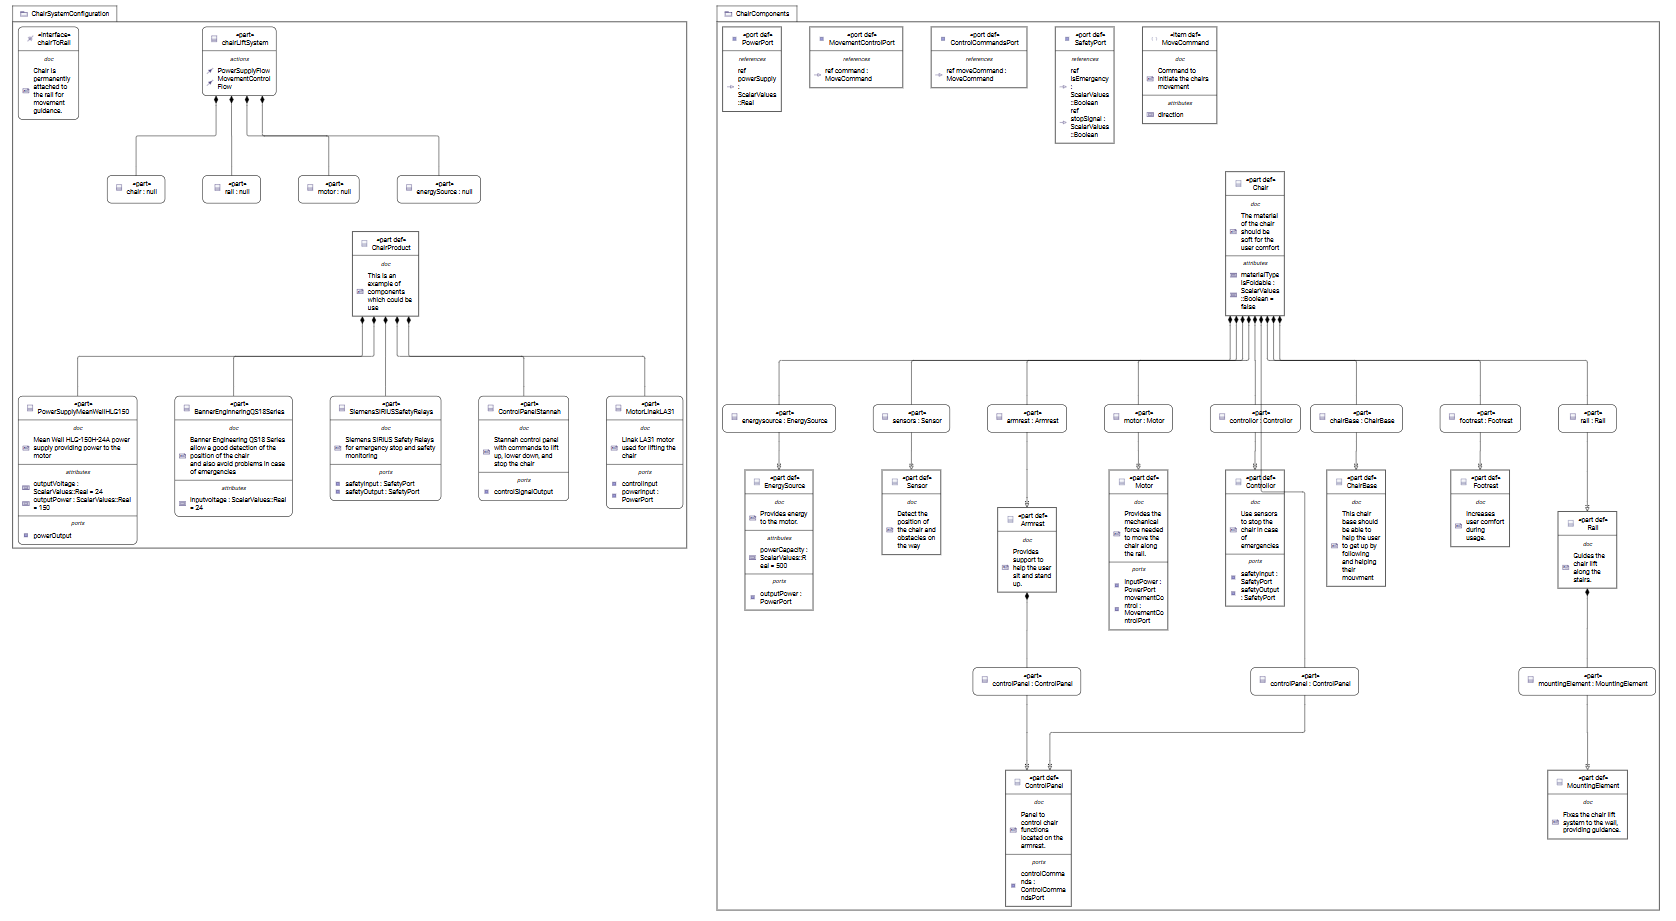 ChairSystemConfiguration
«interface»
chairToRail
doc
Chair is
permanently
attached to
the rail for
movement
guidance.
«part»
chairLiftSystem
actions
PowerSupplyFlow
MovementControl
Flow
«part»
chair : null
«part»
rail : null
«part»
motor : null
«part»
energySource : null
«part def»
ChairProduct
doc
This is an
example of
components
which could be
use
«part»
PowerSupplyMeanWellHLG150
doc
Mean Well HLG-150H-24A power
supply providing power to the
motor
attributes
outputVoltage :
ScalarValues::Real = 24
outputPower : ScalarValues::Real
= 150
ports
powerOutput
«part»
BannerEnginneringQS18Series
doc
Banner Engineering QS18 Series
allow a good detection of the
position of the chair
and also avoid problems in case
of emergencies
attributes
inputvoltage : ScalarValues::Real
= 24
«part»
SiemensSIRIUSSafetyRelays
doc
Siemens SIRIUS Safety Relays
for emergency stop and safety
monitoring
ports
safetyInput : SafetyPort
safetyOutput : SafetyPort
«part»
ControlPanelStannah
doc
Stannah control panel
with commands to lift
up, lower down, and
stop the chair
ports
controlSignalOutput
«part»
MotorLinakLA31
doc
Linak LA31 motor
used for lifting the
chair
ports
controlInput
powerInput :
PowerPort
ChairComponents
«port def»
PowerPort
references
ref
powerSupply
:
ScalarValues
::Real
«port def»
MovementControlPort
references
ref command :
MoveCommand
«port def»
ControlCommandsPort
references
ref moveCommand :
MoveCommand
«port def»
SafetyPort
references
ref
isEmergency
:
ScalarValues
::Boolean
ref
stopSignal :
ScalarValues
::Boolean
«item def»
MoveCommand
doc
Command to
initiate the chairs
movement
attributes
direction
«part def»
Chair
doc
The material
of the chair
should be
soft for the
user comfort
attributes
materialType
isFoldable :
ScalarValues
::Boolean =
false
«part»
energysource : EnergySource
«part»
sensors : Sensor
«part»
armrest : Armrest
«part»
motor : Motor
«part»
controllor : Controllor
«part»
chairBase : ChairBase
«part»
footrest : Footrest
«part»
rail : Rail
«part def»
EnergySource
doc
Provides energy
to the motor.
attributes
powerCapacity :
ScalarValues::R
eal = 500
ports
outputPower :
PowerPort
«part def»
Sensor
doc
Detect the
position of
the chair and
obstacles on
the way
«part def»
Armrest
doc
Provides
support to
help the user
sit and stand
up.
«part def»
Motor
doc
Provides the
mechanical
force needed
to move the
chair along
the rail.
ports
inputPower :
PowerPort
movementCo
ntrol :
MovementCo
ntrolPort
«part def»
Controllor
doc
Use sensors
to stop the
chair in case
of
emergencies
ports
safetyInput :
SafetyPort
safetyOutput
: SafetyPort
«part def»
ChairBase
doc
This chair
base should
be able to
help the user
to get up by
following
and helping
their
mouvment
«part def»
Footrest
doc
Increases
user comfort
during
usage.
«part def»
Rail
doc
Guides the
chair lift
along the
stairs.
«part»
controlPanel : ControlPanel
«part»
controlPanel : ControlPanel
«part»
mountingElement : MountingElement
«part def»
ControlPanel
doc
Panel to
control chair
functions
located on the
armrest.
ports
controlComma
nds :
ControlComma
ndsPort
«part def»
MountingElement
doc
Fixes the chair lift
system to the wall,
providing guidance.